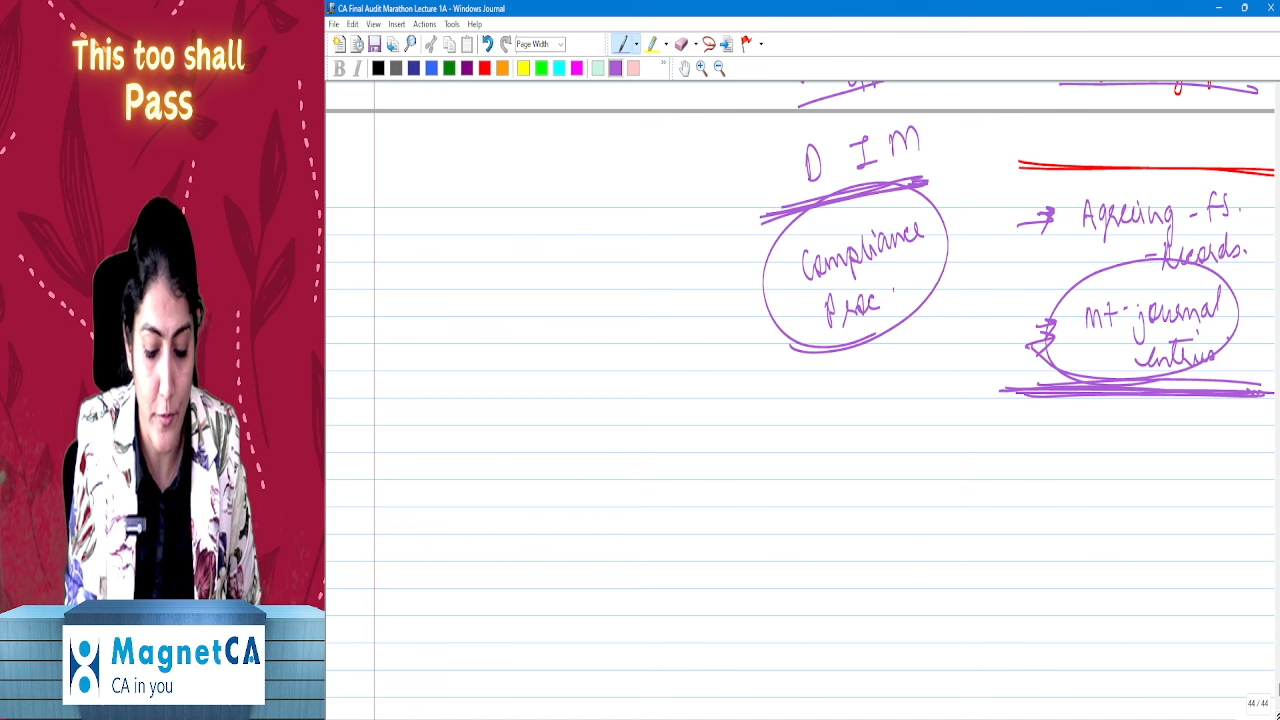 This too shall
Pass
CA Final Audit Marathon Lecture 1A - Windows Journal
File Edit View Insert Actions Tools Help
Page Width
B I
D I M
Compliance
Proc
→ Agreeing - FS.
- Records.
mt - journal
entries
MagnetCA
CA in you
44 / 44